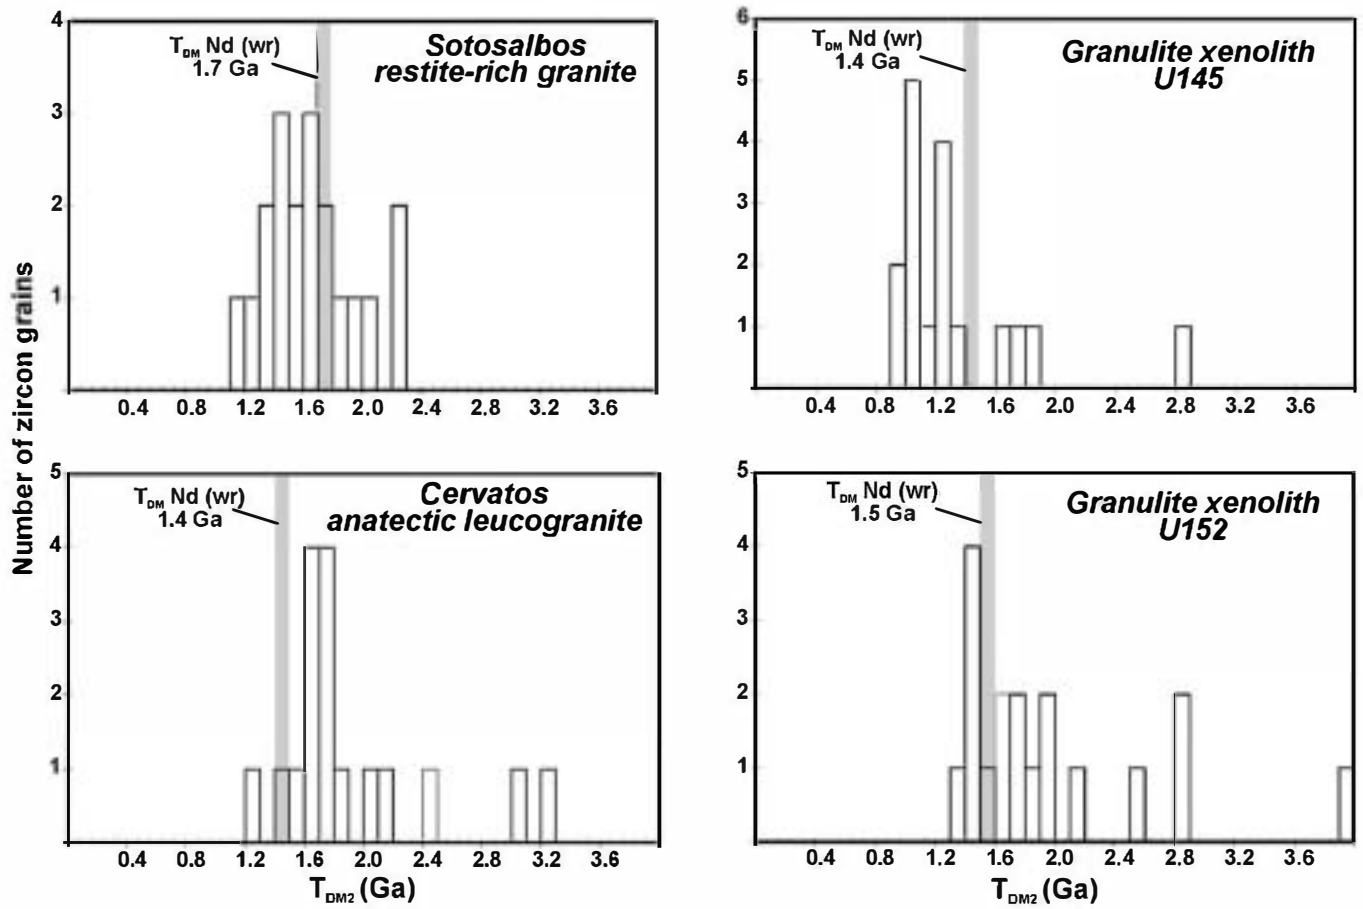 Number of zircon grains
4
3
2
1
T_DM Nd (wr)
1.7 Ga
Sotosalbos
restite-rich granite
0.4 0.8 1.2 1.6 2.0 2.4 2.8 3.2 3.6
6
5
4
3
2
1
T_DM Nd (wr)
1.4 Ga
Granulite xenolith
U145
0.4 0.8 1.2 1.6 2.0 2.4 2.8 3.2 3.6
5
4
3
2
1
T_DM Nd (wr)
1.4 Ga
Cervatos
anatectic leucogranite
0.4 0.8 1.2 1.6 2.0 2.4 2.8 3.2 3.6
T_DM2 (Ga)
5
4
3
2
1
T_DM Nd (wr)
1.5 Ga
Granulite xenolith
U152
0.4 0.8 1.2 1.6 2.0 2.4 2.8 3.2 3.6
T_DM2 (Ga)